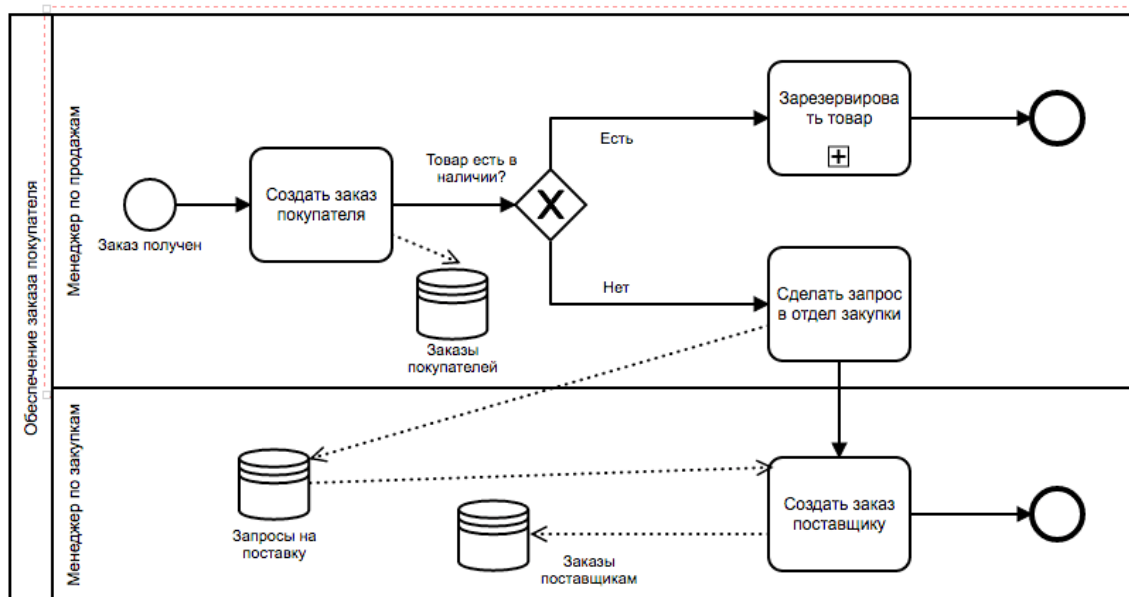 Обеспечение заказа покупателя
Менеджер по продажам
Заказ получен
Создать заказ
покупателя
Заказы
покупателей
Товар есть в
наличии?
Есть
Нет
Зарезервирова
ть товар
Сделать запрос
в отдел закупки
Менеджер по закупкам
Запросы на
поставку
Заказы
поставщикам
Создать заказ
поставщику